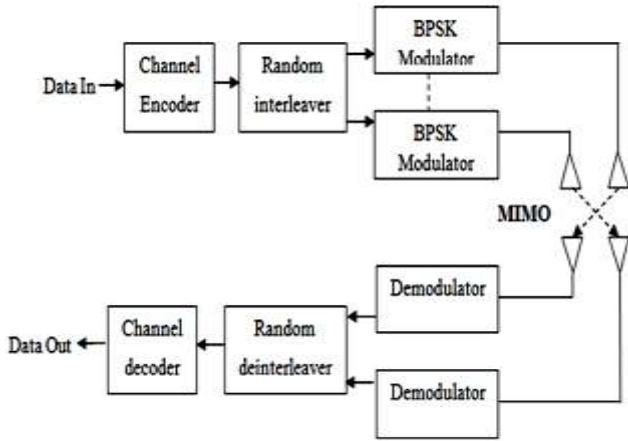 BPSK
Modulator
Data In
Channel
Encoder
Random
interleaver
BPSK
Modulator
MIMO
Demodulator
Data Out
Channel
decoder
Random
deinterleaver
Demodulator